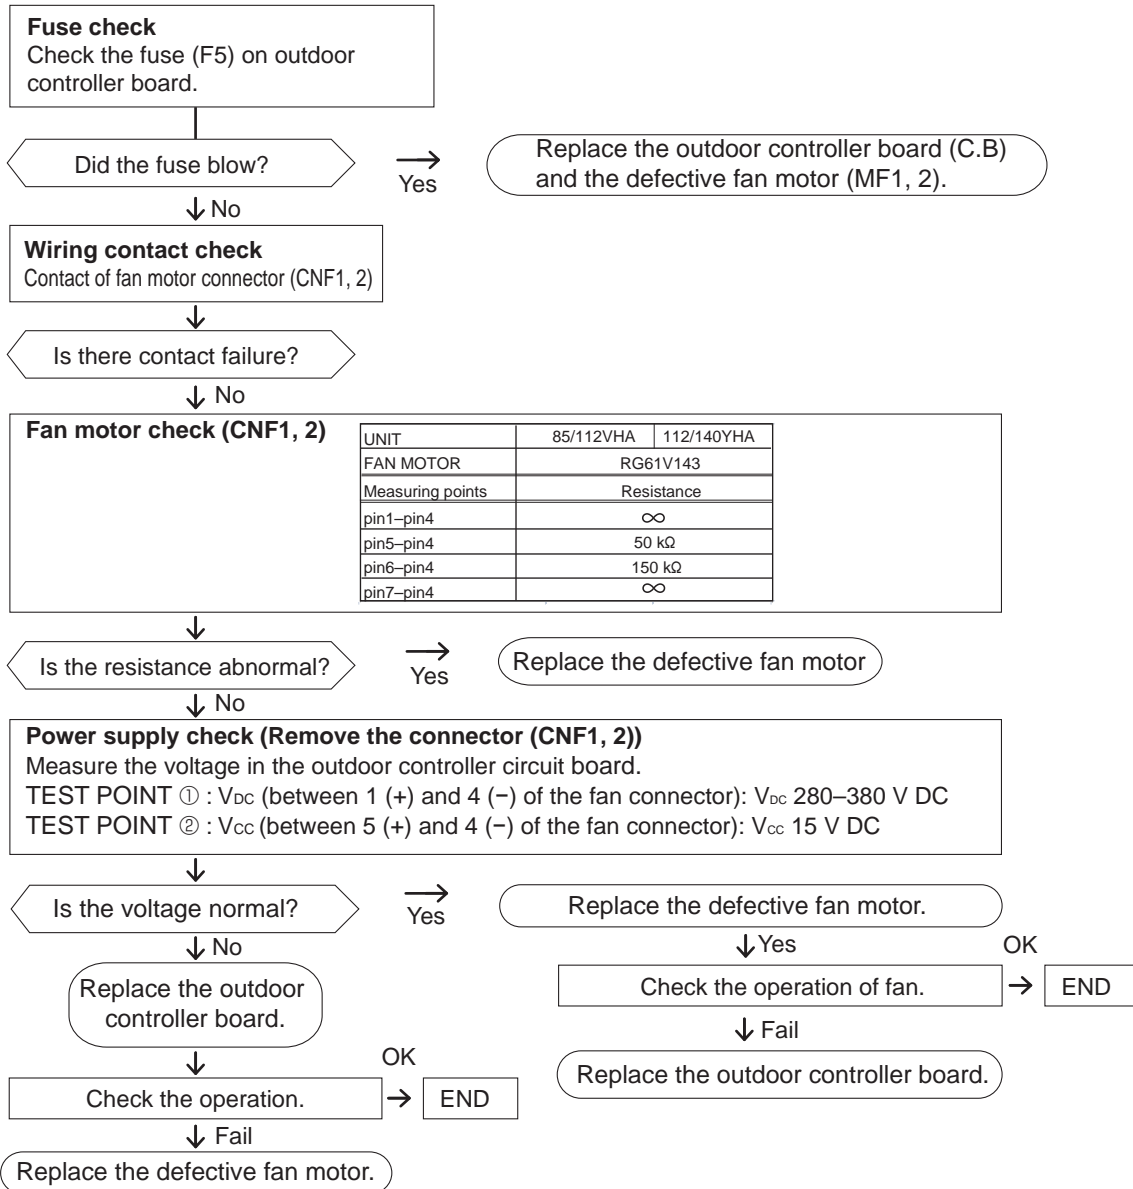 Fuse check
Check the fuse (F5) on outdoor
controller board.
Did the fuse blow?
Yes
Replace the outdoor controller board (C.B)
and the defective fan motor (MF1, 2).
No
Wiring contact check
Contact of fan motor connector (CNF1, 2)
Is there contact failure?
No
Fan motor check (CNF1, 2)
UNIT 85/112VHA 112/140YHA
FAN MOTOR RG61V143
Measuring points Resistance
pin1–pin4 ∞
pin5–pin4 50 kΩ
pin6–pin4 150 kΩ
pin7–pin4 ∞
Is the resistance abnormal?
Yes
Replace the defective fan motor
No
Power supply check (Remove the connector (CNF1, 2))
Measure the voltage in the outdoor controller circuit board.
TEST POINT ① : VDC (between 1 (+) and 4 (−) of the fan connector): VDC 280–380 V DC
TEST POINT ② : VCC (between 5 (+) and 4 (−) of the fan connector): Vcc 15 V DC
Is the voltage normal?
Yes
Replace the defective fan motor.
Yes
Check the operation of fan.
OK
END
Fail
Replace the outdoor controller board.
No
Replace the outdoor
controller board.
Check the operation.
OK
END
Fail
Replace the defective fan motor.